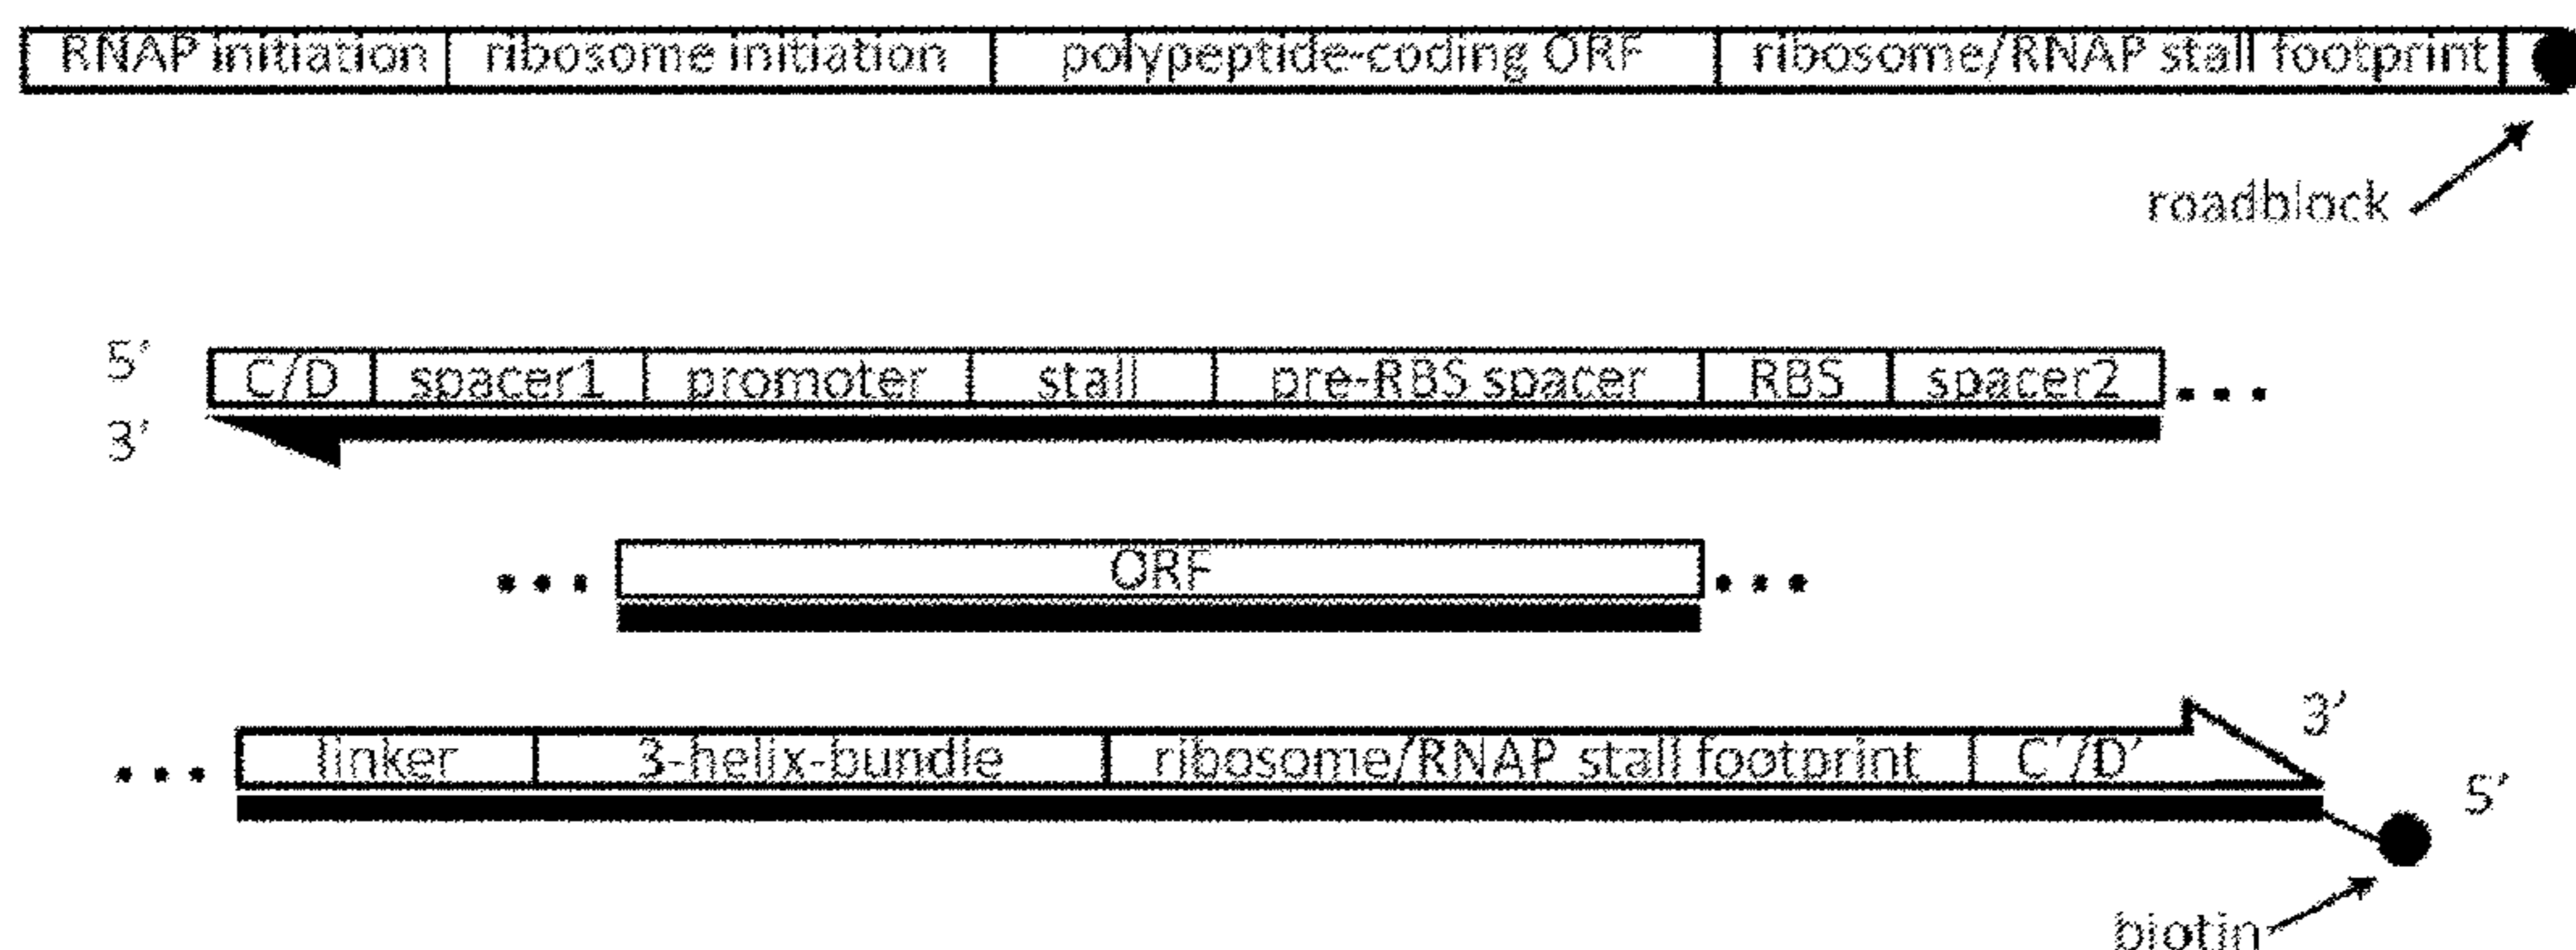 RNAP initiation ribosome initiation polypeptide-coding ORF ribosome/RNAP stall footprint
roadblock
5' C/D spacer1 promoter stall pre-RBS spacer RBS spacer2 ...
3'
... ORF ...
3'
... linker 3-helix-bundle ribosome/RNAP stall footprint C'/D'
5'
biotin